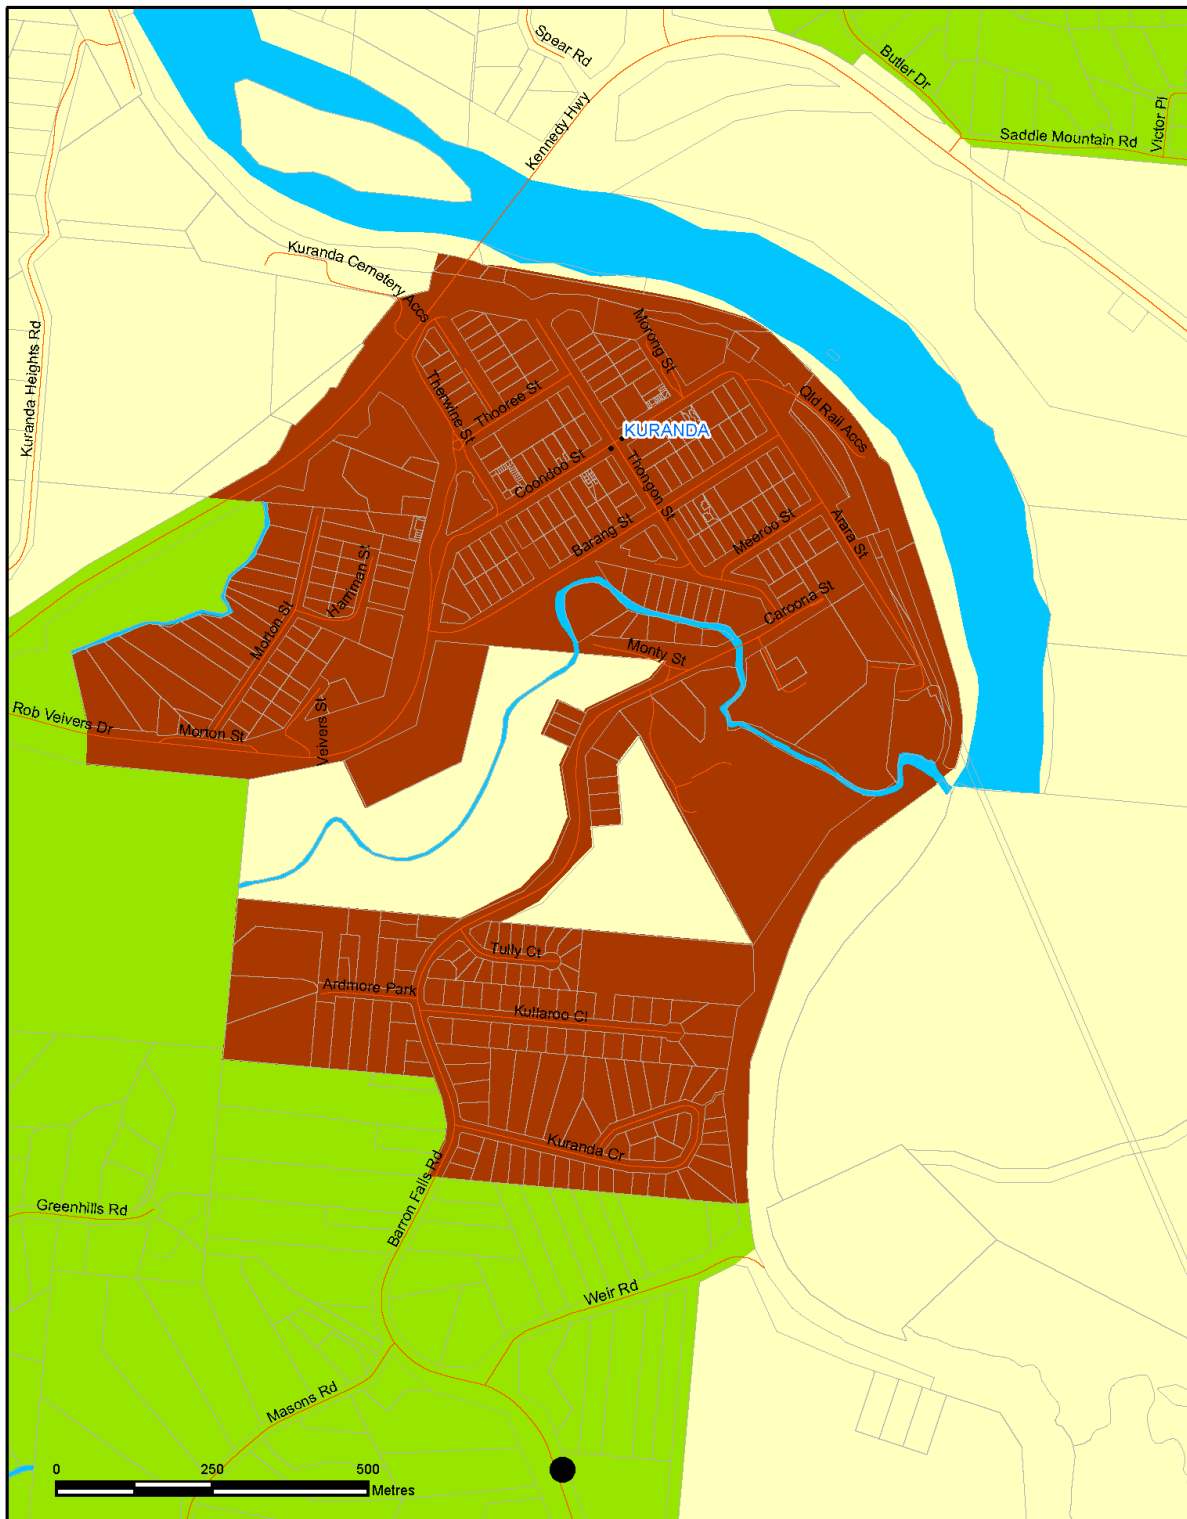 Spear Rd
Butler Dr
Kennedy Hwy
Victor Pl
Saddle Mountain Rd
Kuranda Cemetery Accs
Kuranda Heights Rd
Morong St
Therwine St
Thooree St
Qld Rail Accs
KURANDA
Coondoo St
Thongon St
Barang St
Meeroo St
Arara St
Harriman St
Morton St
Caroona St
Monty St
Rob Veivers Dr
Morton St
Veivers St
Tully Ct
Ardmore Park
Kullaroo Cl
Kuranda Cr
Barron Falls Rd
Greenhills Rd
Weir Rd
Masons Rd
0 250 500
Metres